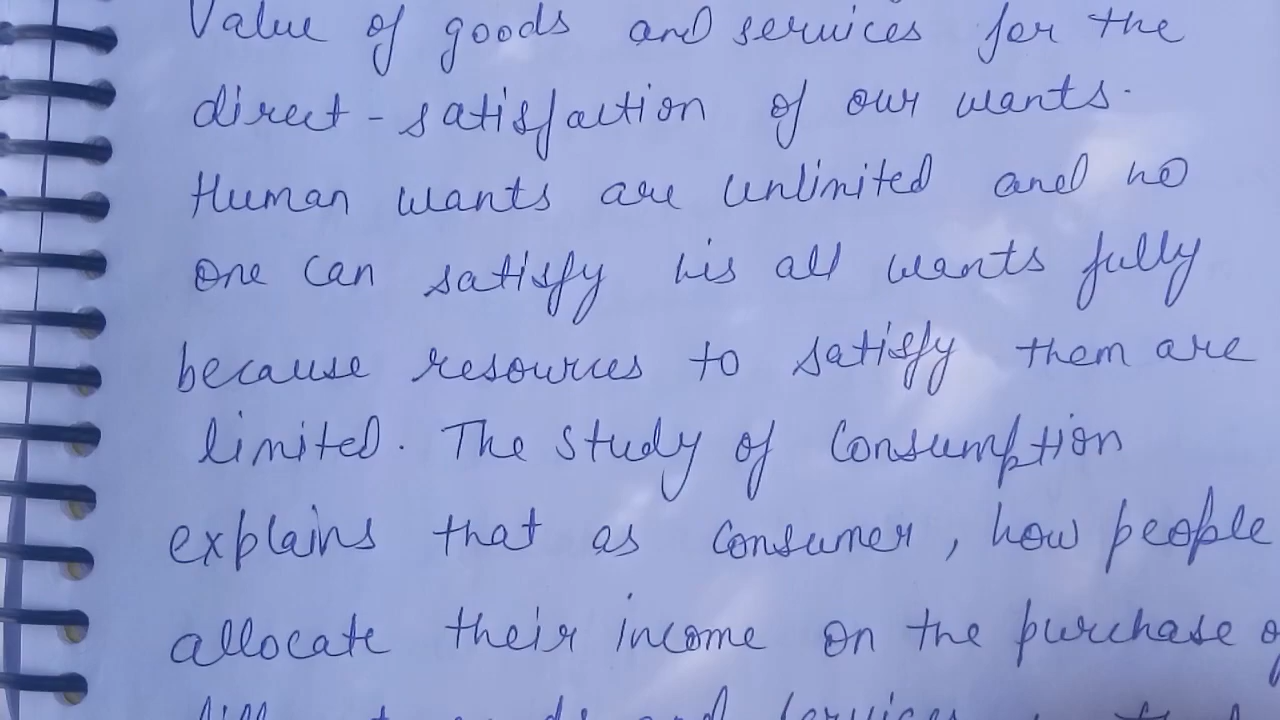 Value of goods and services for the
direct-satisfaction of our wants.
Human wants are unlimited and no
one can satisfy his all wants fully
because resources to satisfy them are
limited. The study of Consumption
explains that as consumer, how people
allocate their income on the purchase
and services